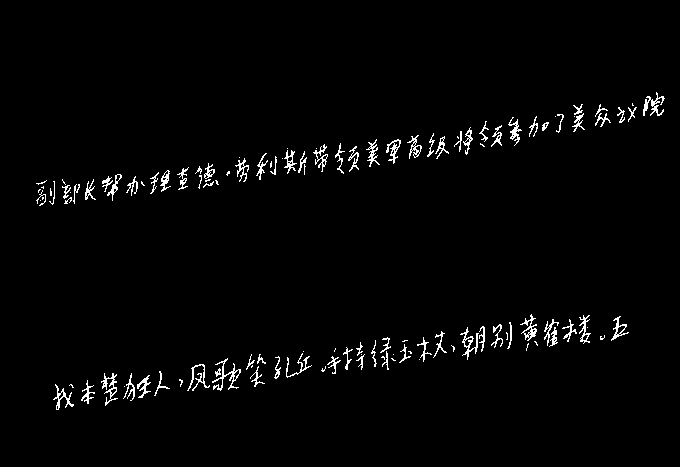 副部长帮办理查德·劳利斯带领美军高级将领参加了美众议院
我本楚狂人，凤歌笑孔丘。手持绿玉杖，朝别黄雀楼。五